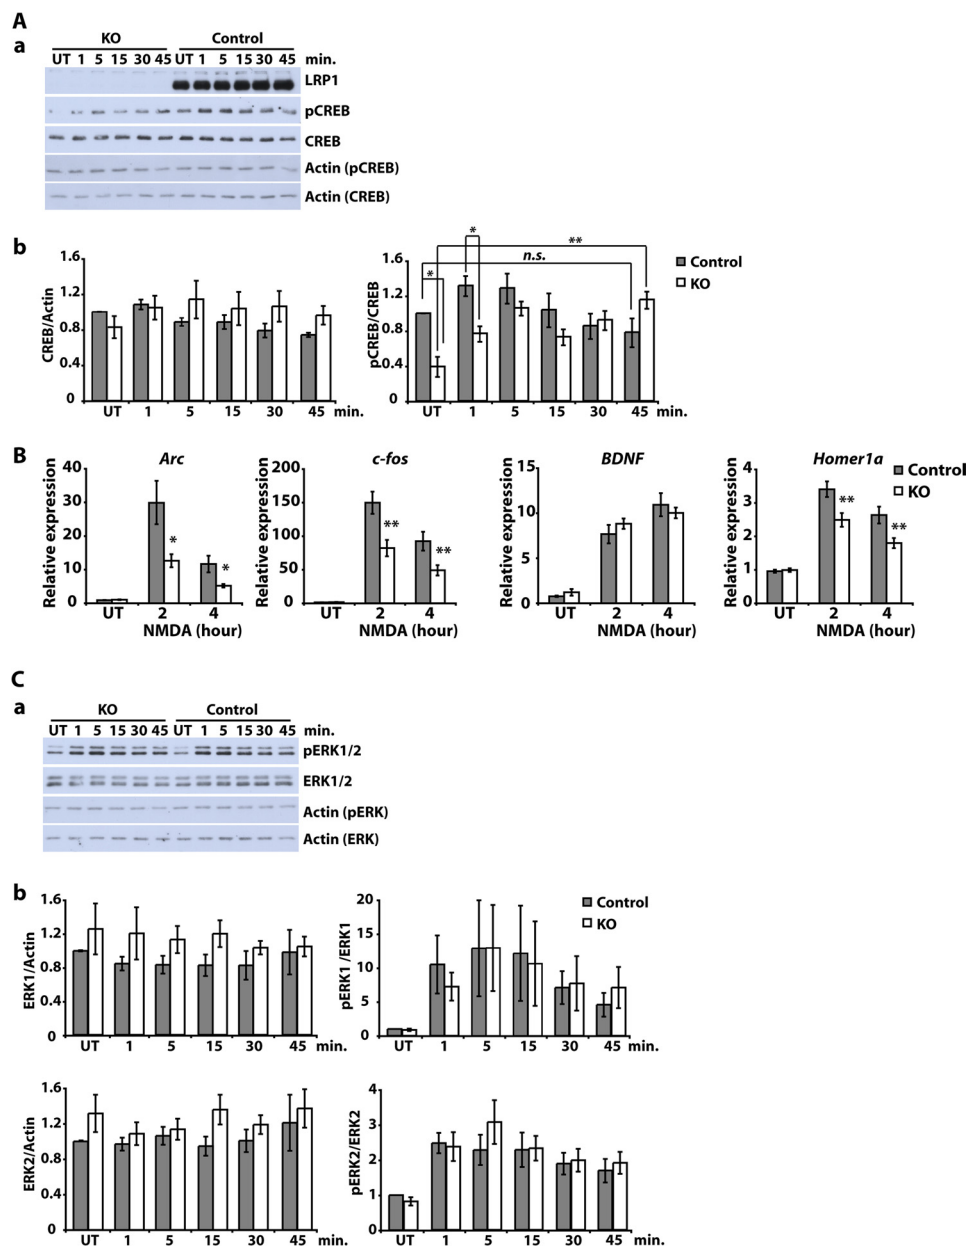 A
a
KO Control
UT 1 5 15 30 45 UT 1 5 15 30 45 min.
LRP1
pCREB
CREB
Actin (pCREB)
Actin (CREB)
b
CREB/Actin
1.6
1.2
0.8
0.4
0
UT 1 5 15 30 45 min.
pCREB/CREB
1.6
1.2
0.8
0.4
0
* * ** n.s.
UT 1 5 15 30 45 min.
Control
KO
B
Arc
Relative expression
40
30
20
10
0
* *
UT 2 4
NMDA (hour)
c-fos
Relative expression
200
150
100
50
0
** **
UT 2 4
NMDA (hour)
BDNF
Relative expression
15
10
5
0
UT 2 4
NMDA (hour)
Homer1a
Relative expression
4
3
2
1
0
** **
UT 2 4
NMDA (hour)
Control
KO
C
a
KO Control
UT 1 5 15 30 45 UT 1 5 15 30 45 min.
pERK1/2
ERK1/2
Actin (pERK)
Actin (ERK)
b
ERK1/Actin
1.6
1.2
0.8
0.4
0
UT 1 5 15 30 45 min.
pERK1/ERK1
20
15
10
5
0
UT 1 5 15 30 45 min.
Control
KO
ERK2/Actin
1.6
1.2
0.8
0.4
0
UT 1 5 15 30 45 min.
pERK2/ERK2
4
3
2
1
0
UT 1 5 15 30 45 min.